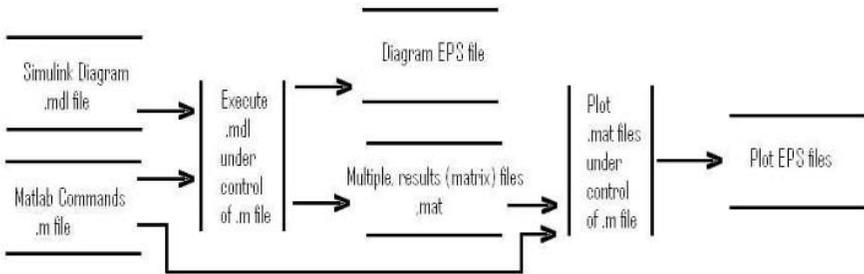 Simulink Diagram
.mdl file
Matlab Commands
.m file
Execute
.mdl
under
control
of .m file
Diagram EPS file
Multiple, results (matrix) files
.mat
Plot
.mat files
under
control
of .m file
Plot EPS files